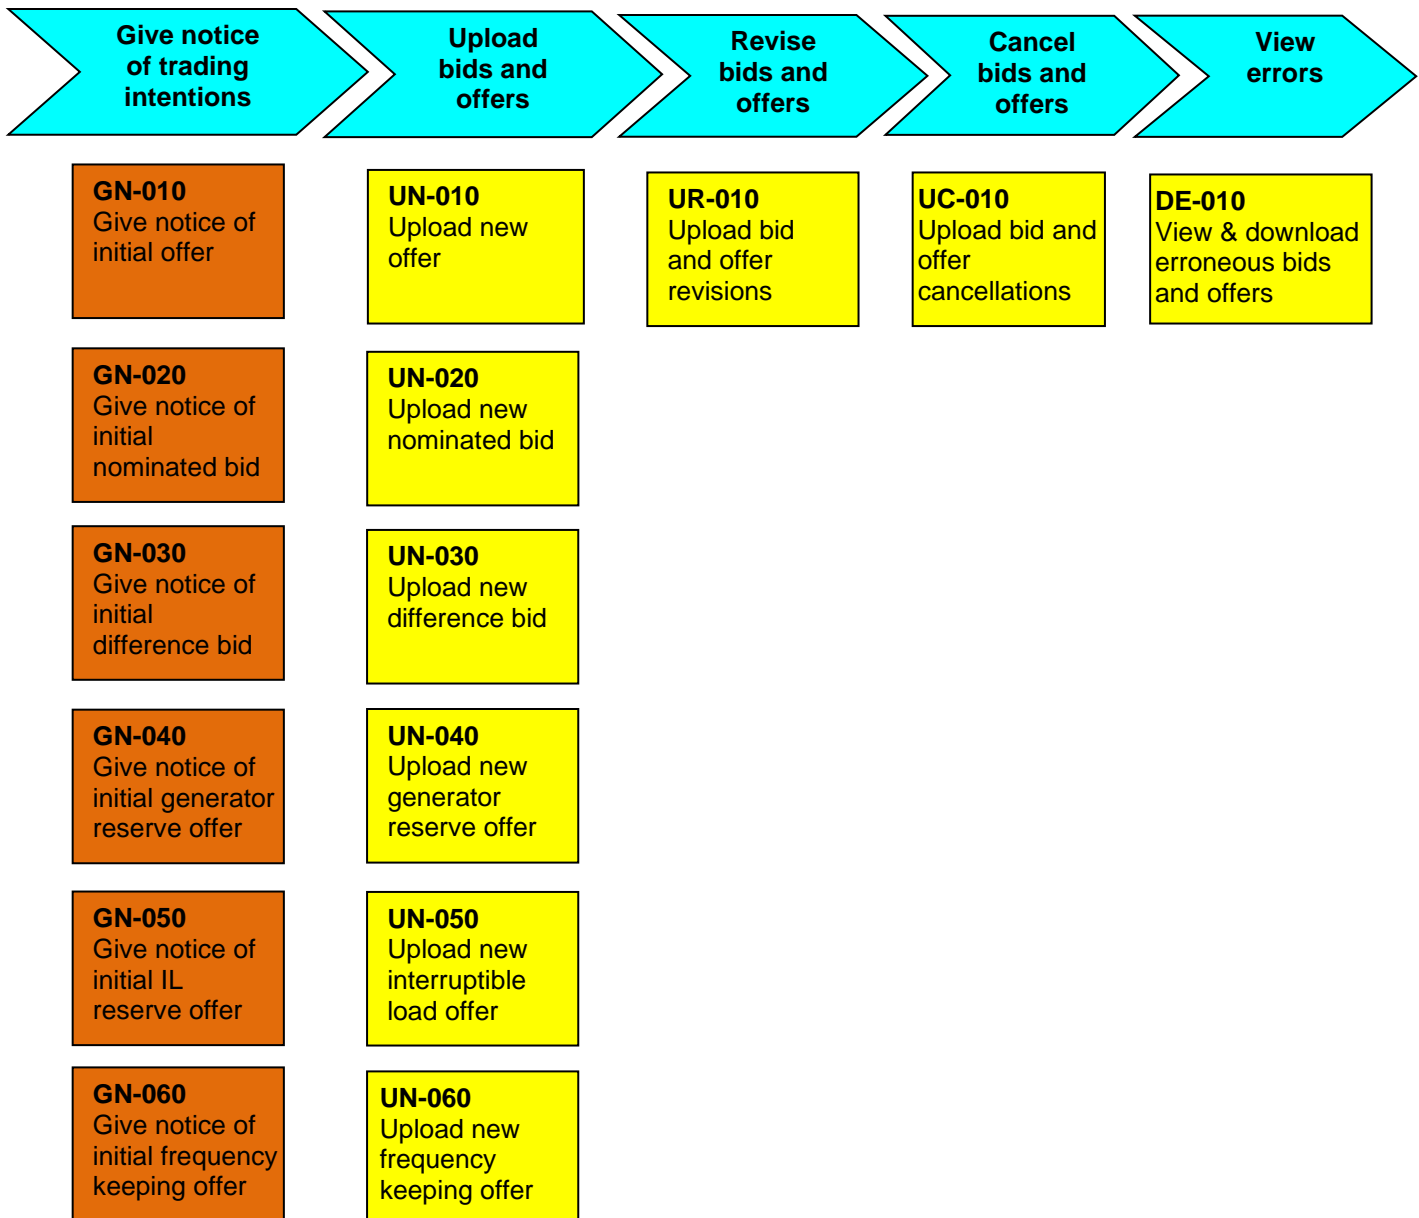 Give notice
of trading
intentions
Upload
bids and
offers
Revise
bids and
offers
Cancel
bids and
offers
View
errors
GN-010
Give notice of
initial offer
UN-010
Upload new
offer
UR-010
Upload bid
and offer
revisions
UC-010
Upload bid and
offer
cancellations
DE-010
View & download
erroneous bids
and offers
GN-020
Give notice of
initial
nominated bid
UN-020
Upload new
nominated bid
GN-030
Give notice of
initial
difference bid
UN-030
Upload new
difference bid
GN-040
Give notice of
initial generator
reserve offer
UN-040
Upload new
generator
reserve offer
GN-050
Give notice of
initial IL
reserve offer
UN-050
Upload new
interruptible
load offer
GN-060
Give notice of
initial frequency
keeping offer
UN-060
Upload new
frequency
keeping offer